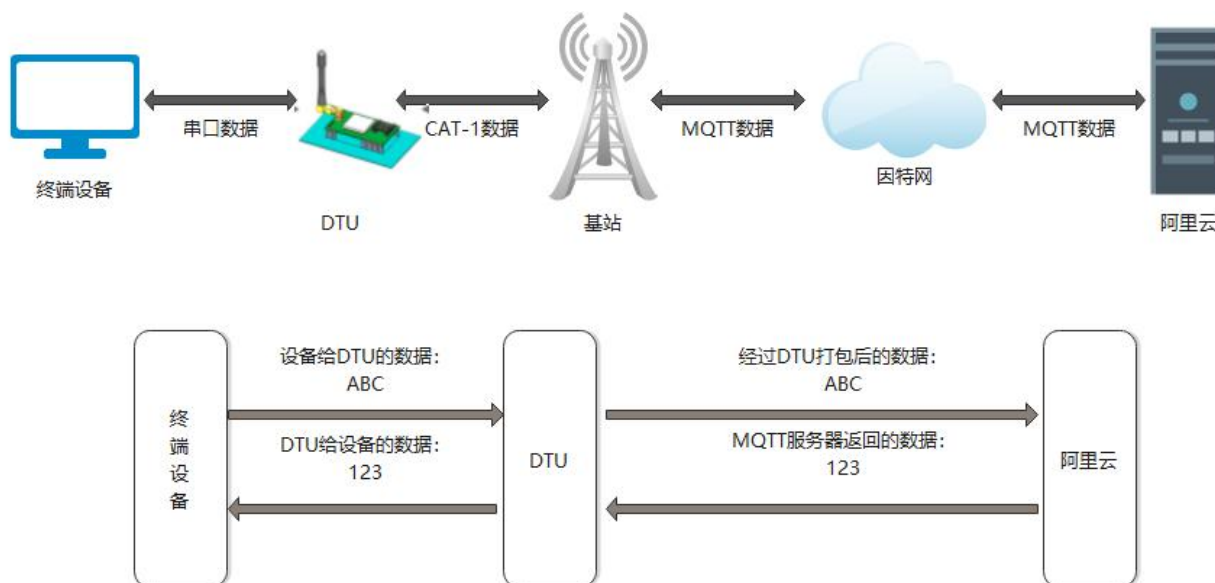 串口数据
CAT-1数据
MQTT数据
MQTT数据
终端设备
DTU
基站
因特网
阿里云
设备给DTU的数据：
ABC
经过DTU打包后的数据：
ABC
终端设备
DTU给设备的数据：
123
DTU
MQTT服务器返回的数据：
123
阿里云